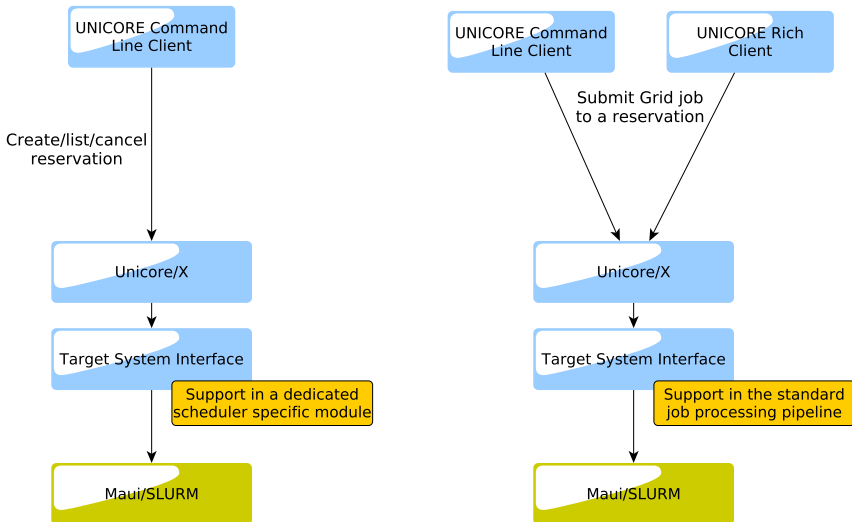 UNICORE Command
Line Client
Create/list/cancel
reservation
Unicore/X
Target System Interface
Support in a dedicated
scheduler specific module
Maui/SLURM
UNICORE Command
Line Client
UNICORE Rich
Client
Submit Grid job
to a reservation
Unicore/X
Target System Interface
Support in the standard
job processing pipeline
Maui/SLURM